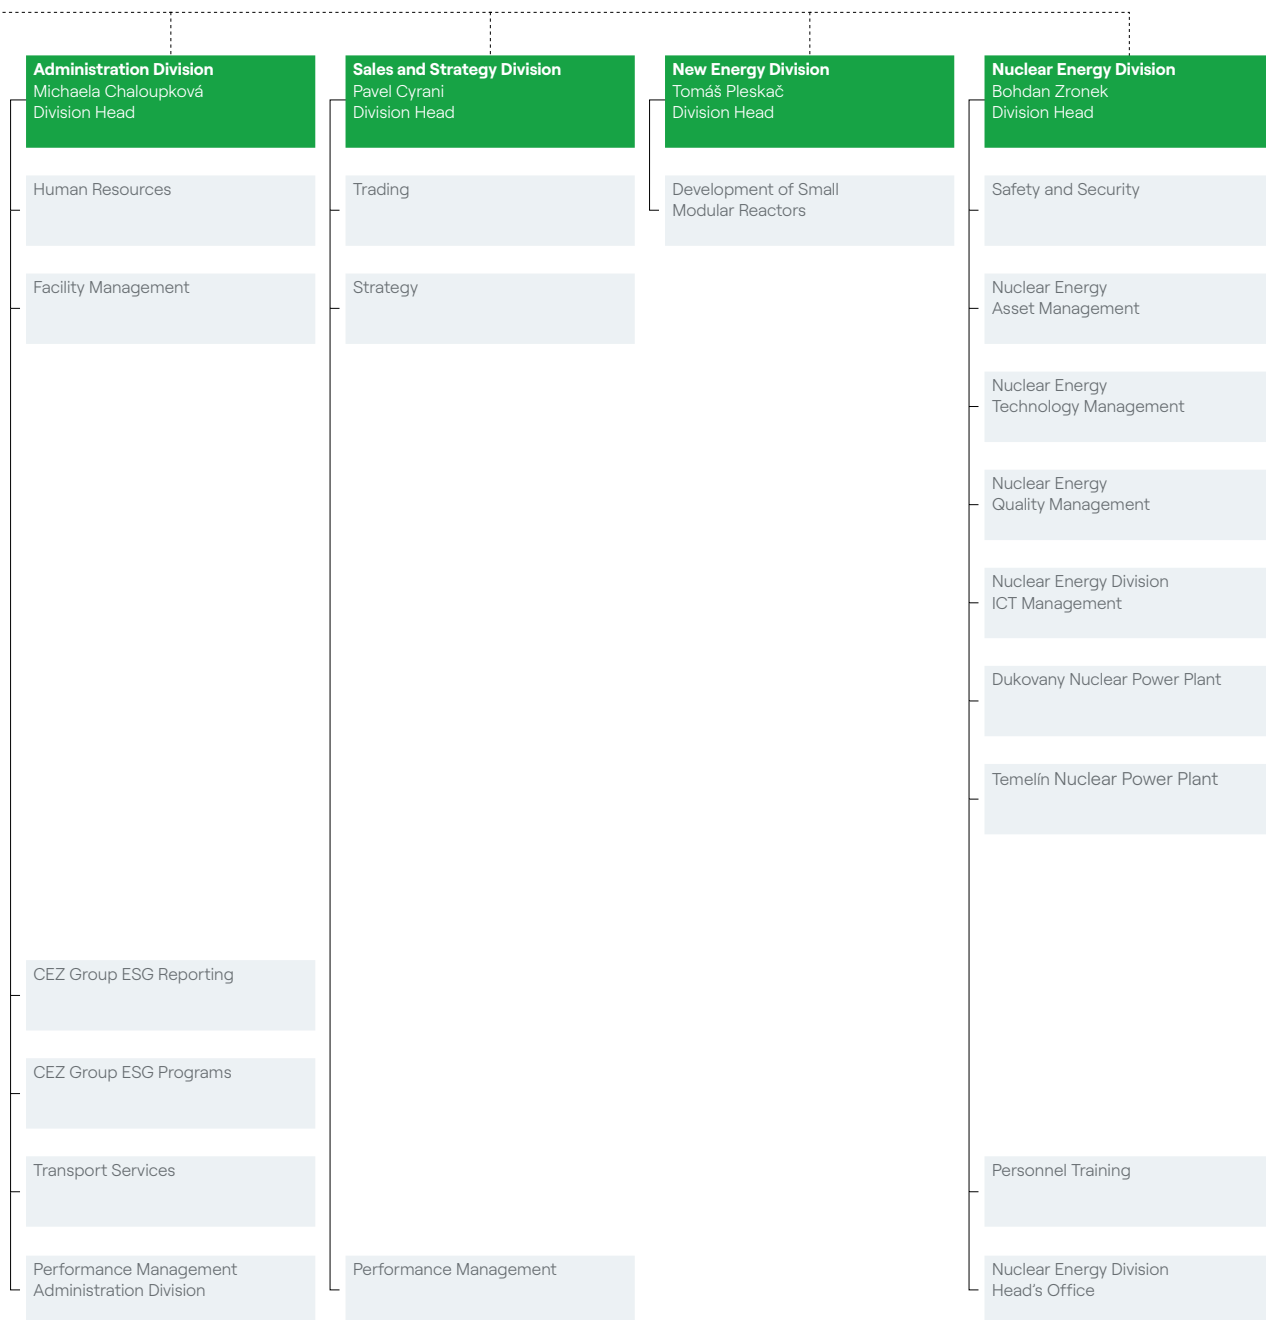 Administration Division
Michaela Chaloupková
Division Head
Human Resources
Facility Management
CEZ Group ESG Reporting
CEZ Group ESG Programs
Transport Services
Performance Management
Administration Division
Sales and Strategy Division
Pavel Cyrani
Division Head
Trading
Strategy
Performance Management
New Energy Division
Tomáš Pleskač
Division Head
Development of Small
Modular Reactors
Nuclear Energy Division
Bohdan Zronek
Division Head
Safety and Security
Nuclear Energy
Asset Management
Nuclear Energy
Technology Management
Nuclear Energy
Quality Management
Nuclear Energy Division
ICT Management
Dukovany Nuclear Power Plant
Temelín Nuclear Power Plant
Personnel Training
Nuclear Energy Division
Head's Office